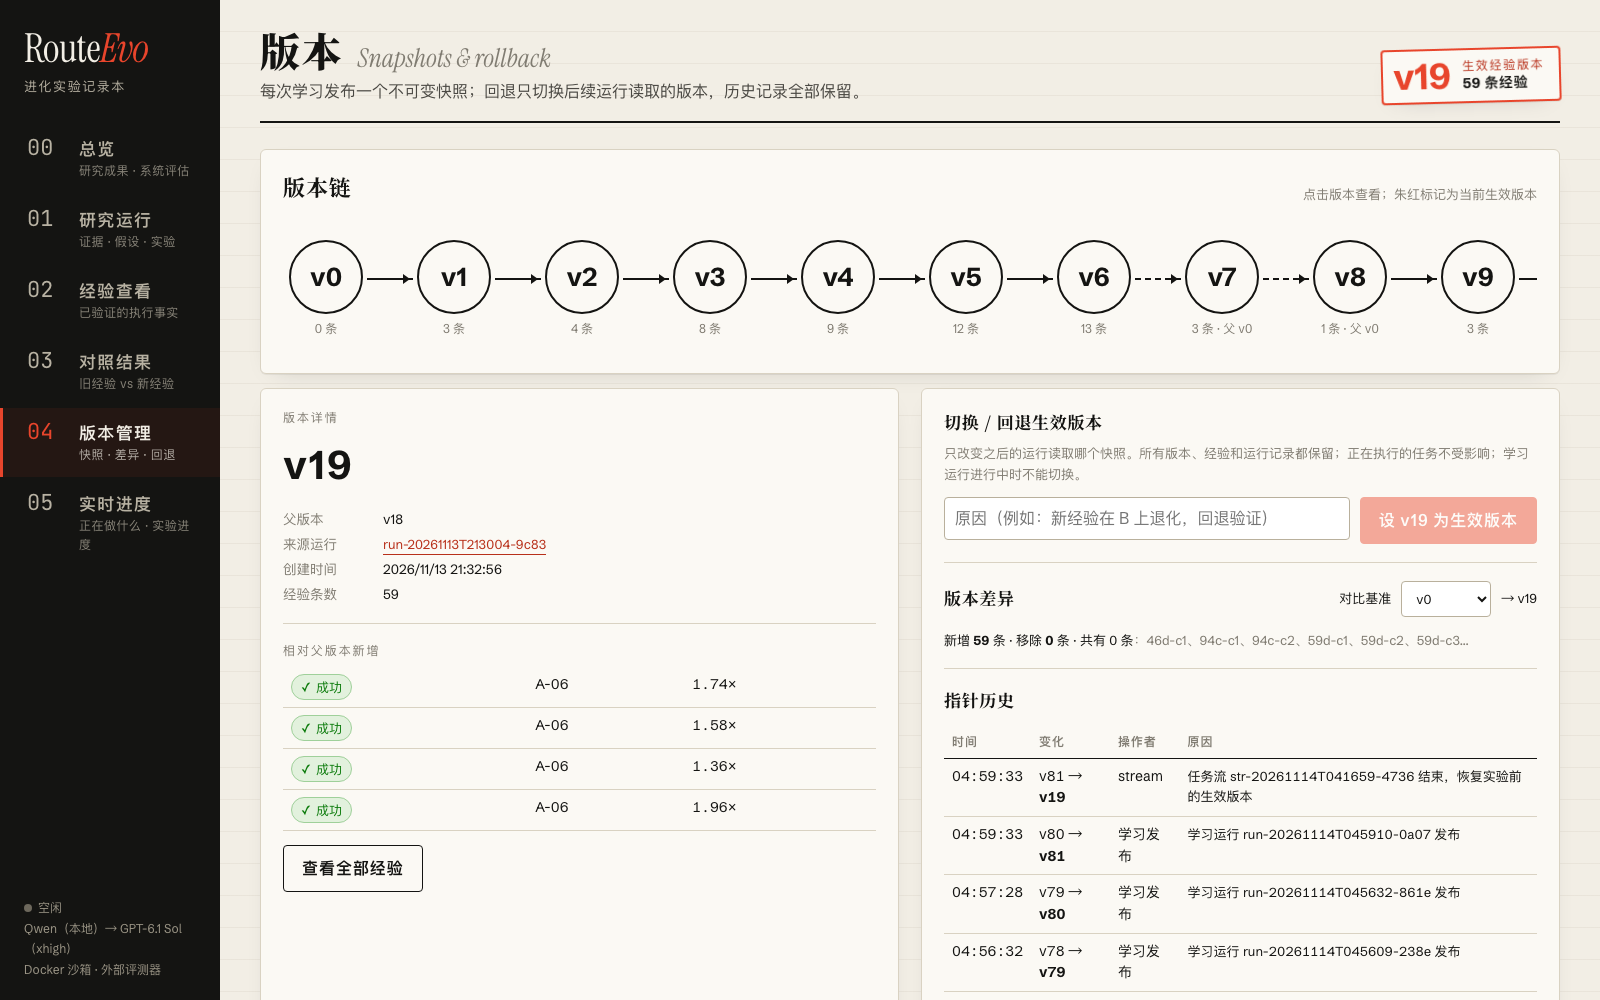 RouteEvo
进化实验记录本
00 总览
研究成果 · 系统评估
01 研究运行
证据 · 假设 · 实验
02 经验查看
已验证的执行事实
03 对照结果
旧经验 vs 新经验
04 版本管理
快照 · 差异 · 回退
05 实时进度
正在做什么 · 实验进
度
空闲
Qwen（本地）→ GPT-6.1 Sol
（xhigh）
Docker 沙箱 · 外部评测器
版本 Snapshots & rollback
每次学习发布一个不可变快照；回退只切换后续运行读取的版本，历史记录全部保留。
v19 生效经验版本
59 条经验
版本链
点击版本查看；朱红标记为当前生效版本
v0 v1 v2 v3 v4 v5 v6 v7 v8 v9
0 条 3 条 4 条 8 条 9 条 12 条 13 条 3 条 · 父 v0 1 条 · 父 v0 3 条
版本详情
v19
父版本 v18
来源运行 run-20261113T213004-9c83
创建时间 2026/11/13 21:32:56
经验条数 59
相对父版本新增
✓ 成功 A-06 1.74×
✓ 成功 A-06 1.58×
✓ 成功 A-06 1.36×
✓ 成功 A-06 1.96×
查看全部经验
切换 / 回退生效版本
只改变之后的运行读取哪个快照。所有版本、经验和运行记录都保留；正在执行的任务不受影响；学习
运行进行中时不能切换。
原因（例如：新经验在 B 上退化，回退验证）
设 v19 为生效版本
版本差异
对比基准 v0 → v19
新增 59 条 · 移除 0 条 · 共有 0 条：46d-c1、94c-c1、94c-c2、59d-c1、59d-c2、59d-c3…
指针历史
时间 变化 操作者 原因
04:59:33 v81 → stream 任务流 str-20261114T041659-4736 结束，恢复实验前
v19 的生效版本
04:59:33 v80 → 学习发 学习运行 run-20261114T045910-0a07 发布
v81 布
04:57:28 v79 → 学习发 学习运行 run-20261114T045632-861e 发布
v80 布
04:56:32 v78 → 学习发 学习运行 run-20261114T045609-238e 发布
v79 布